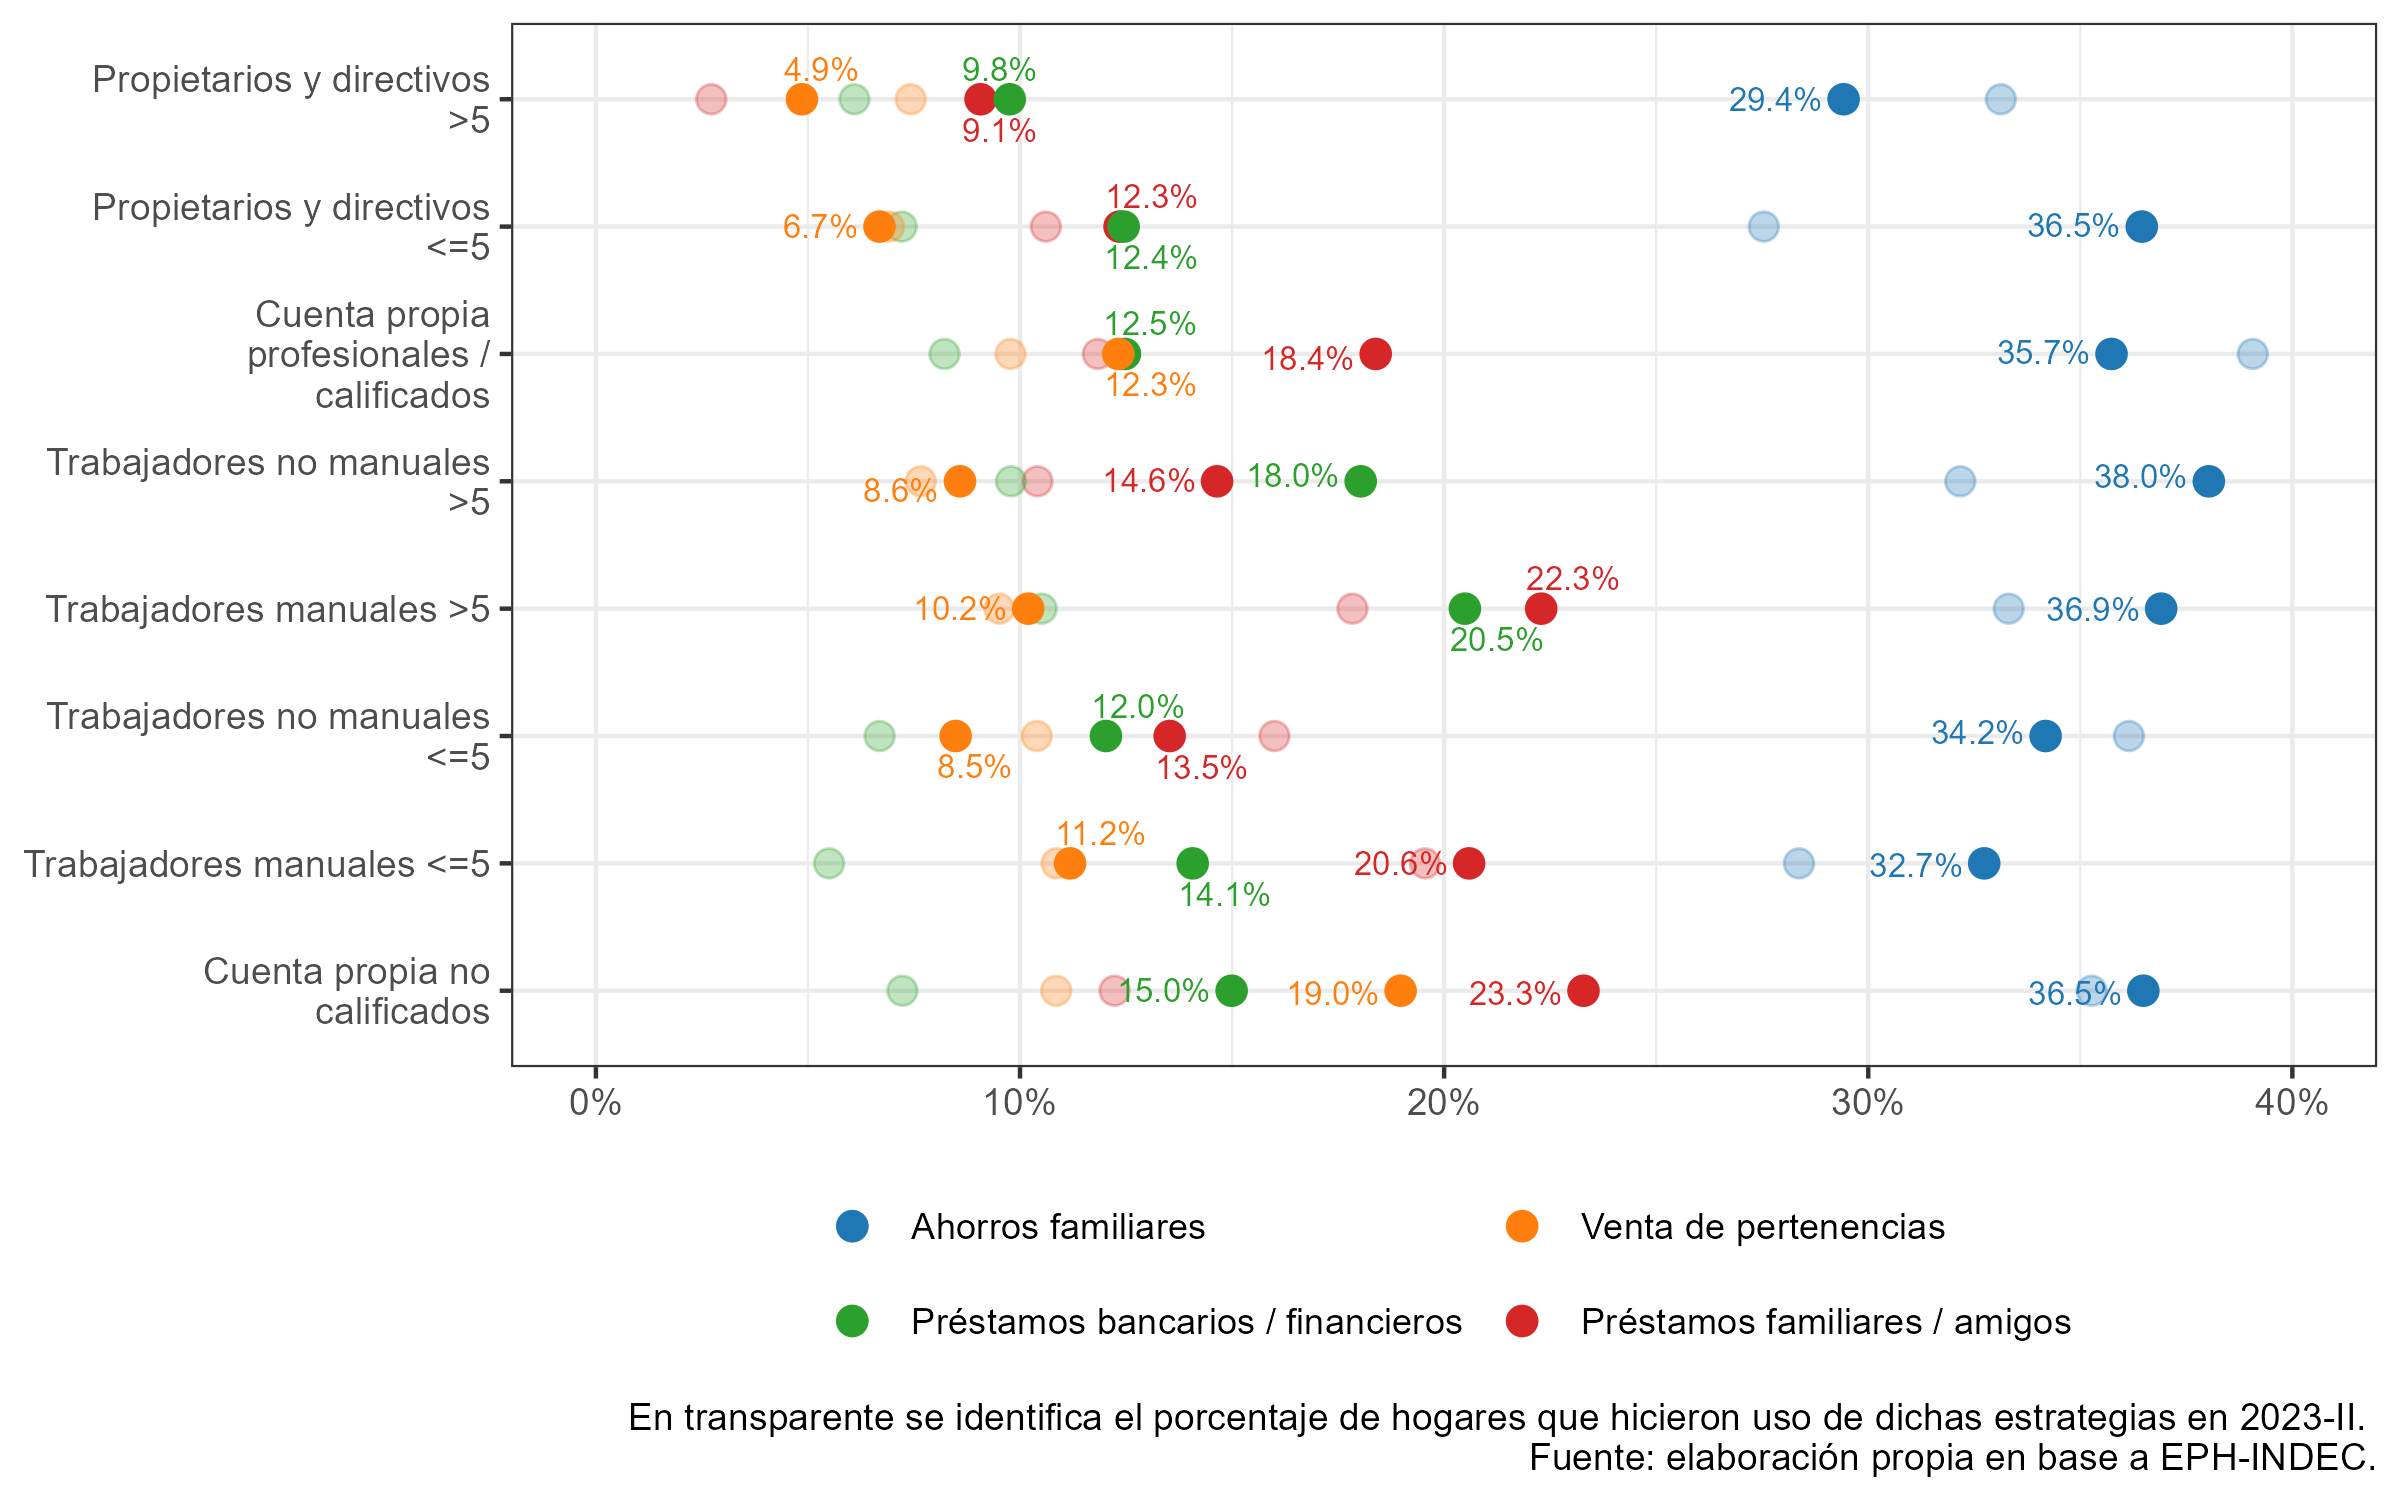 Propietarios y directivos
>5
4.9%
9.8%
9.1%
29.4%
Propietarios y directivos
<=5
6.7%
12.3%
12.4%
36.5%
Cuenta propia
profesionales /
calificados
12.5%
12.3%
18.4%
35.7%
Trabajadores no manuales
>5
8.6%
14.6%
18.0%
38.0%
Trabajadores manuales >5
10.2%
22.3%
20.5%
36.9%
Trabajadores no manuales
<=5
8.5%
12.0%
13.5%
34.2%
Trabajadores manuales <=5
11.2%
14.1%
20.6%
32.7%
Cuenta propia no
calificados
15.0%
19.0%
23.3%
36.5%
0%
10%
20%
30%
40%
Ahorros familiares
Venta de pertenencias
Préstamos bancarios / financieros
Préstamos familiares / amigos
En transparente se identifica el porcentaje de hogares que hicieron uso de dichas estrategias en 2023-II.
Fuente: elaboración propia en base a EPH-INDEC.